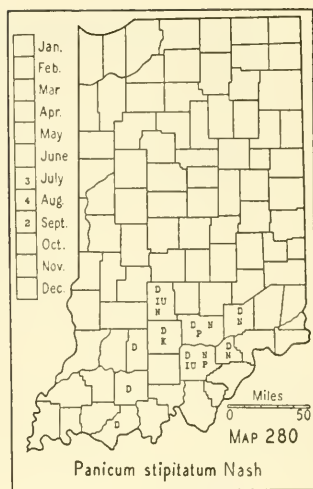 Jan.
Feb.
Mar
Apr.
May
June
3 July
4 Aug.
2 Sept.
Oct.
Nov.
Dec.
D
IU
N
D
N
D N
P
D
K
D
D N
IU P
D
N
D
D
Miles
0 50
MAP 280
Panicum stipitatum Nash